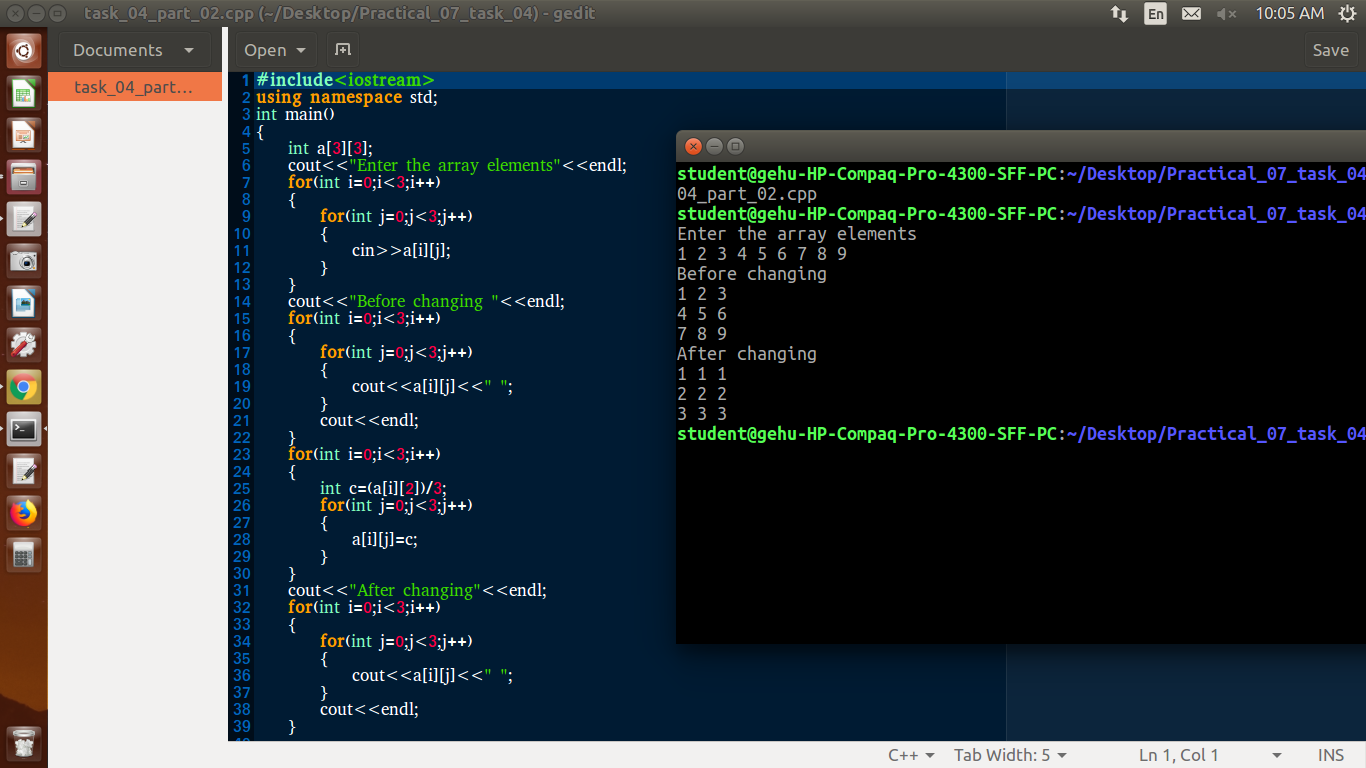 task_04_part_02.cpp (~/Desktop/Practical_07_task_04) - gedit
En
10:05 AM
Documents
Open
Save
task_04_part...
1 #include<iostream>
2 using namespace std;
3 int main()
4 {
5 int a[3][3];
6 cout<<"Enter the array elements"<<endl;
7 for(int i=0;i<3;i++)
8 {
9 for(int j=0;j<3;j++)
10 {
11 cin>>a[i][j];
12 }
13 }
14 cout<<"Before changing "<<endl;
15 for(int i=0;i<3;i++)
16 {
17 for(int j=0;j<3;j++)
18 {
19 cout<<a[i][j]<<" ";
20 }
21 cout<<endl;
22 }
23 for(int i=0;i<3;i++)
24 {
25 int c=(a[i][2])/3;
26 for(int j=0;j<3;j++)
27 {
28 a[i][j]=c;
29 }
30 }
31 cout<<"After changing"<<endl;
32 for(int i=0;i<3;i++)
33 {
34 for(int j=0;j<3;j++)
35 {
36 cout<<a[i][j]<<" ";
37 }
38 cout<<endl;
39 }
student@gehu-HP-Compaq-Pro-4300-SFF-PC:~/Desktop/Practical_07_task_04
04_part_02.cpp
student@gehu-HP-Compaq-Pro-4300-SFF-PC:~/Desktop/Practical_07_task_04
Enter the array elements
1 2 3 4 5 6 7 8 9
Before changing
1 2 3
4 5 6
7 8 9
After changing
1 1 1
2 2 2
3 3 3
student@gehu-HP-Compaq-Pro-4300-SFF-PC:~/Desktop/Practical_07_task_04
C++
Tab Width: 5
Ln 1, Col 1
INS